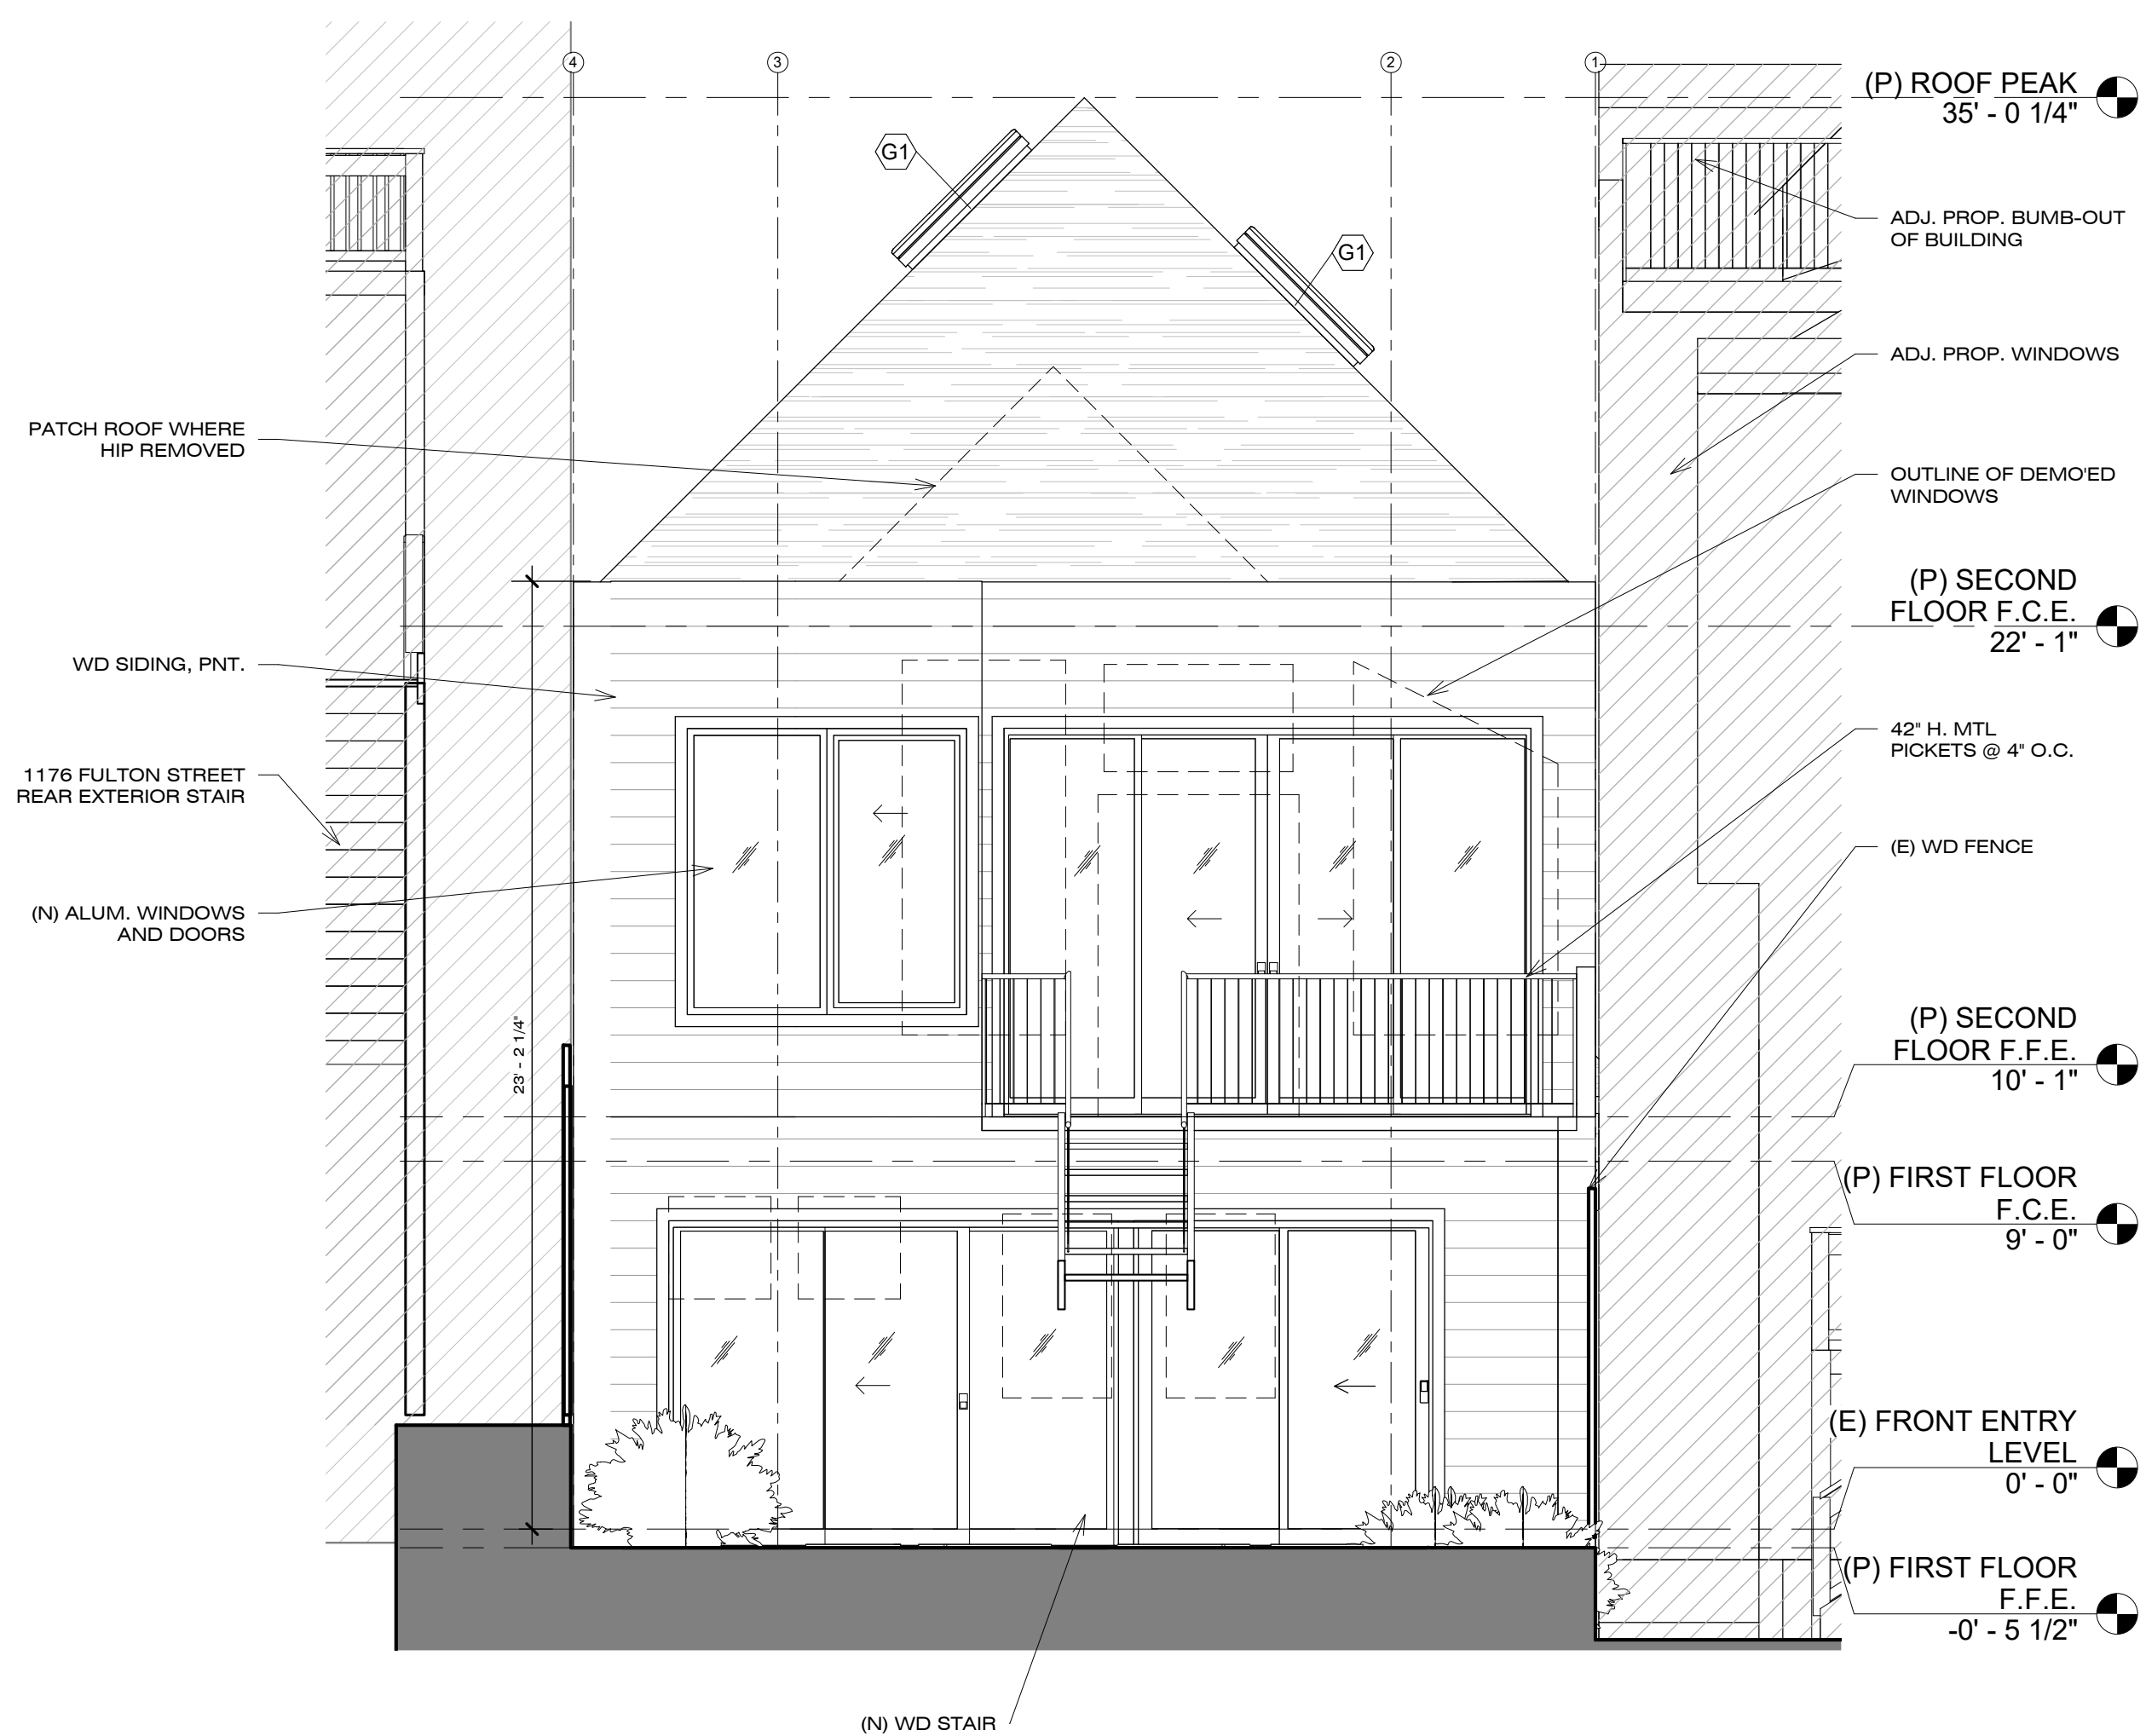 4
3
2
1
(P) ROOF PEAK
35' - 0 1/4"
G1
G1
ADJ. PROP. BUMB-OUT
OF BUILDING
ADJ. PROP. WINDOWS
PATCH ROOF WHERE
HIP REMOVED
OUTLINE OF DEMO'ED
WINDOWS
(P) SECOND
FLOOR F.C.E.
22' - 1"
WD SIDING, PNT.
42" H. MTL
PICKETS @ 4" O.C.
1176 FULTON STREET
REAR EXTERIOR STAIR
(E) WD FENCE
(N) ALUM. WINDOWS
AND DOORS
23' - 2 1/4"
(P) SECOND
FLOOR F.F.E.
10' - 1"
(P) FIRST FLOOR
F.C.E.
9' - 0"
(E) FRONT ENTRY
LEVEL
0' - 0"
(P) FIRST FLOOR
F.F.E.
-0' - 5 1/2"
(N) WD STAIR